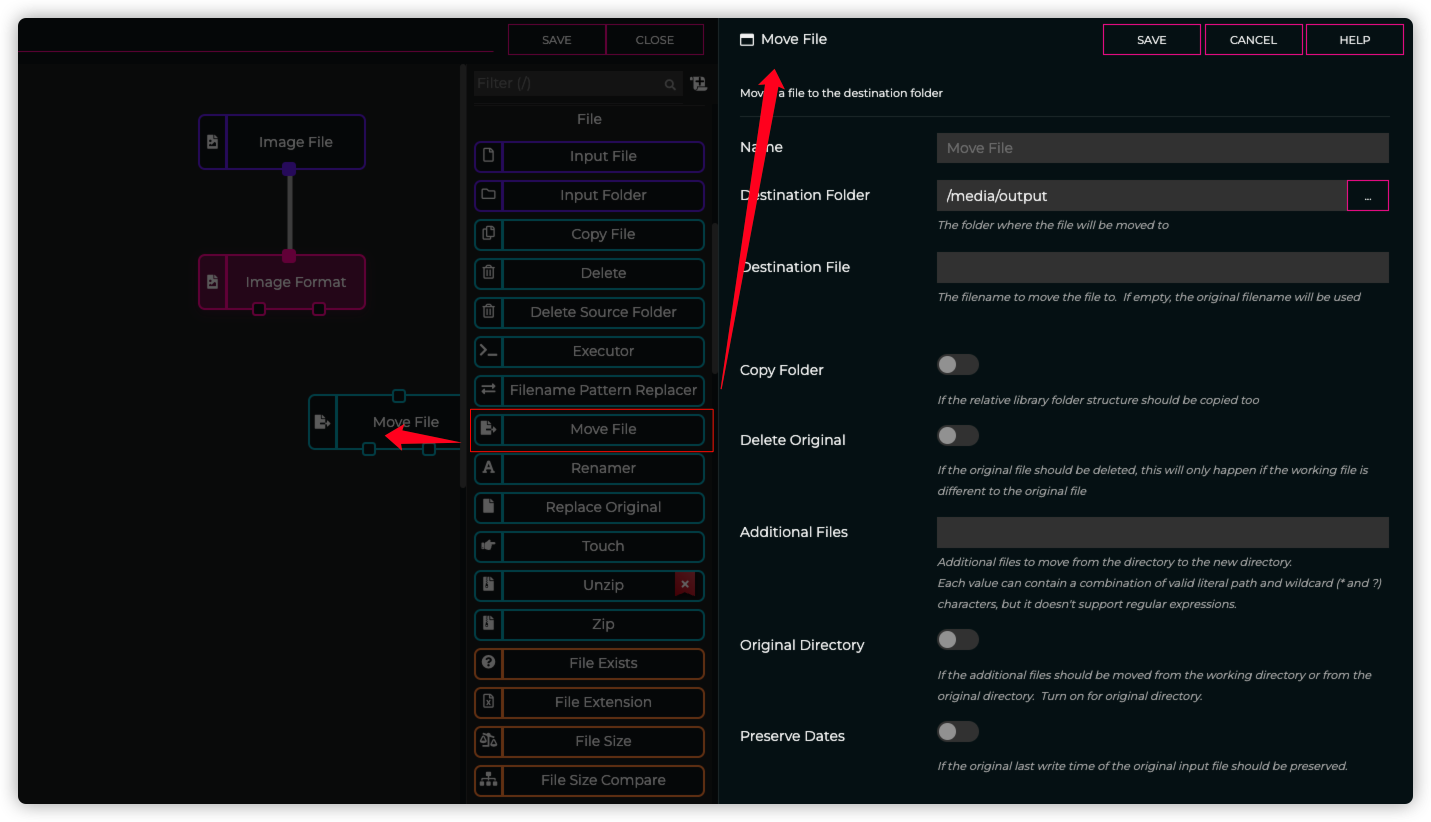 SAVE
CLOSE
Image File
Image Format
Move File
Filter (/)
File
Input File
Input Folder
Copy File
Delete
Delete Source Folder
Executor
Filename Pattern Replacer
Move File
Renamer
Replace Original
Touch
Unzip
Zip
File Exists
File Extension
File Size
File Size Compare
Move File
SAVE
CANCEL
HELP
Move a file to the destination folder
Name
Move File
Destination Folder
/media/output
...
The folder where the file will be moved to
Destination File
The filename to move the file to. If empty, the original filename will be used
Copy Folder
If the relative library folder structure should be copied too
Delete Original
If the original file should be deleted, this will only happen if the working file is
different to the original file
Additional Files
Additional files to move from the directory to the new directory.
Each value can contain a combination of valid literal path and wildcard (* and ?)
characters, but it doesn't support regular expressions.
Original Directory
If the additional files should be moved from the working directory or from the
original directory. Turn on for original directory.
Preserve Dates
If the original last write time of the original input file should be preserved.